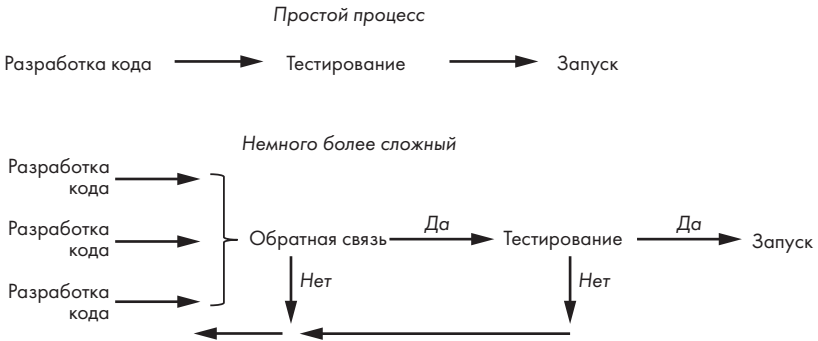 Простой процесс
Разработка кода Тестирование Запуск
Немного более сложный
Разработка
кода
Разработка
кода
Обратная связь Да Тестирование Да Запуск
Нет Нет
Разработка
кода